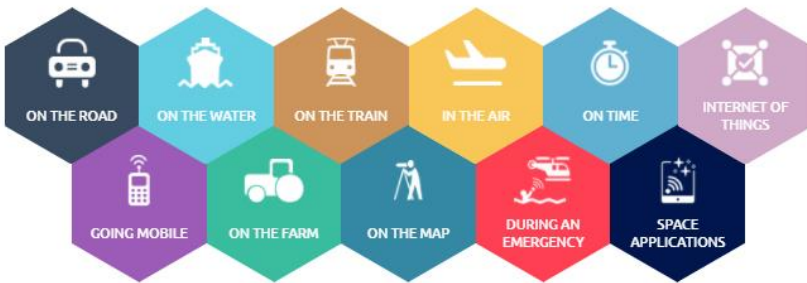 ON THE ROAD
ON THE WATER
ON THE TRAIN
IN THE AIR
ON TIME
INTERNET OF
THINGS
GOING MOBILE
ON THE FARM
ON THE MAP
DURING AN
EMERGENCY
SPACE
APPLICATIONS